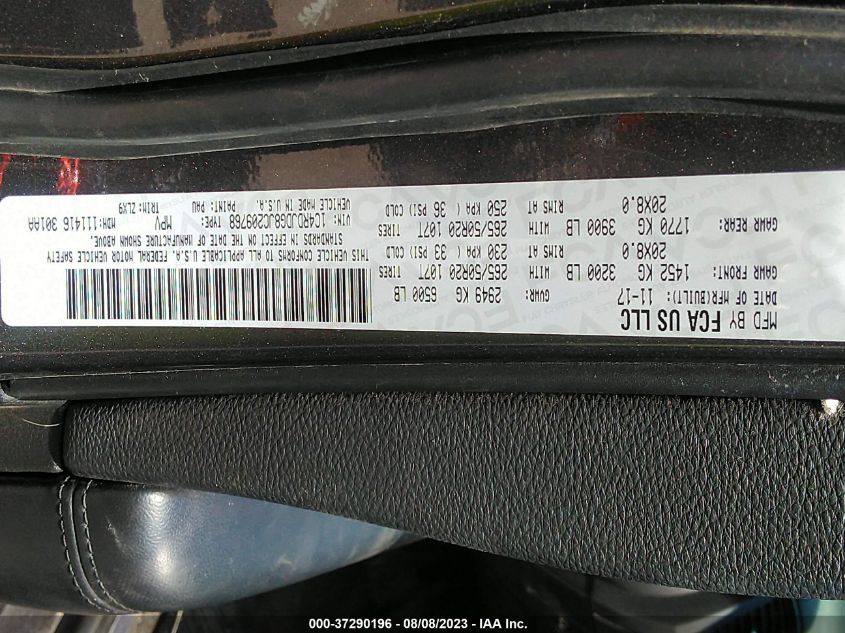 MFD BY FCA US LLC
DATE OF MFR(BUILT): 11-17 GVWR: 2949 KG 6500 LB
GAWR FRONT: 1452 KG 3200 LB WITH 265/50R20 107T TIRES
20X8.0 RIMS AT 230 KPA ( 33 PSI) COLD
GAWR REAR: 1770 KG 3900 LB WITH 265/50R20 107T TIRES
20X8.0 RIMS AT 250 KPA ( 36 PSI) COLD
THIS VEHICLE CONFORMS TO ALL APPLICABLE U.S.A. FEDERAL MOTOR VEHICLE SAFETY
STANDARDS IN EFFECT ON THE DATE OF MANUFACTURE SHOWN ABOVE.
VIN: 1C4RDJDG8JC209768 TYPE: MPV MDH:111416 301AA
VEHICLE MADE IN U.S.A. PAINT: PAU TRIM:ZLX9
000-37290196 - 08/08/2023 - IAA Inc.